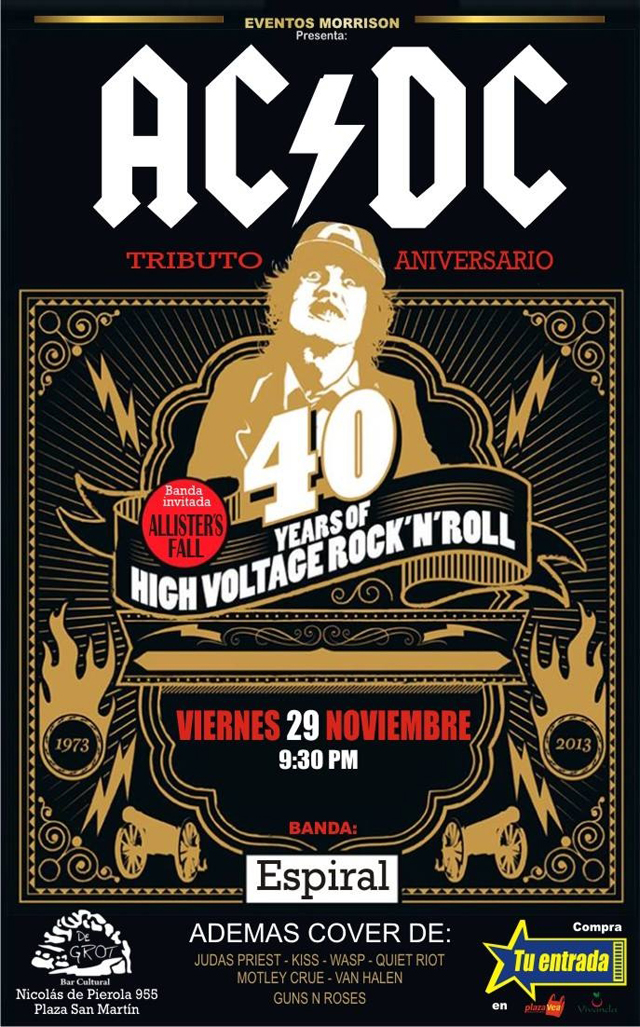 EVENTOS MORRISON
Presenta:
AC DC
TRIBUTO ANIVERSARIO
A
40
YEARS OF
HIGH VOLTAGE ROCK'N'ROLL
Banda
invitada
ALLISTER'S
FALL
VIERNES 29 NOVIEMBRE
9:30 PM
1973
2013
BANDA:
Espiral
DE
GROT
Bar Cultural
Nicolás de Pierola 955
Plaza San Martín
ADEMAS COVER DE:
JUDAS PRIEST - KISS - WASP - QUIET RIOT
MOTLEY CRUE - VAN HALEN
GUNS N ROSES
Compra
Tu entrada
en plaza Vea Vivanda